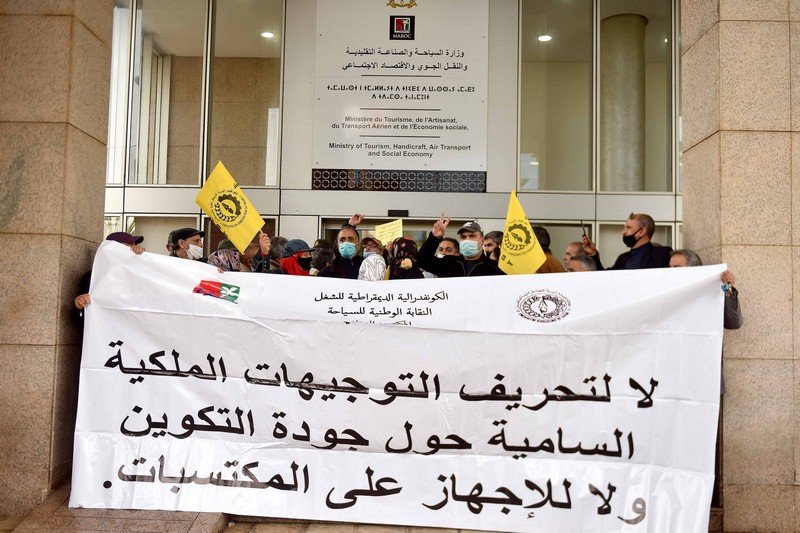 MAROC
وزارة السياحة والصناعة التقليدية
والنقل الجوي والاقتصاد الاجتماعي
Ministère du Tourisme, de l'Artisanat,
du Transport Aérien et de l'Économie sociale.
Ministry of Tourism, Handicraft, Air Transport
and Social Economy
الكونفدرالية الديمقراطية للشغل
النقابة الوطنية للسياحة
لا لتحريف التوجيهات الملكية
السامية حول جودة التكوين
ولا للإجهاز على المكتسبات.